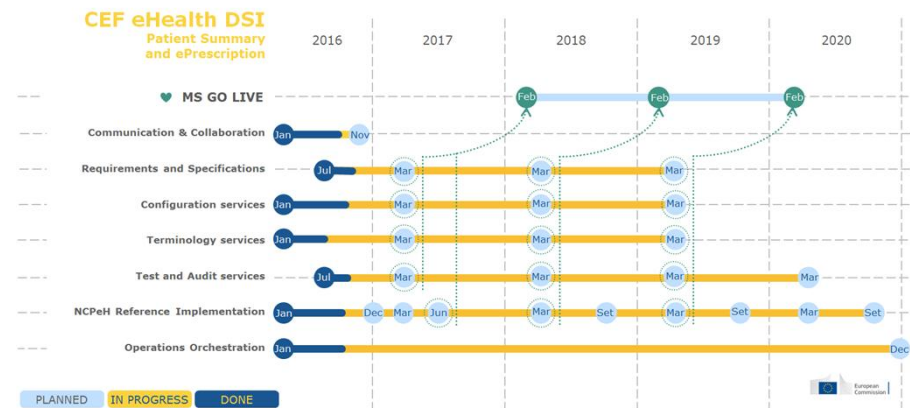 CEF eHealth DSI
Patient Summary
and ePrescription
2016 2017 2018 2019 2020
MS GO LIVE Feb Feb Feb
Communication & Collaboration Jan Nov
Requirements and Specifications Jul Mar Mar Mar
Configuration services Jan Mar Mar Mar
Terminology services Jan Mar Mar Mar
Test and Audit services Jul Mar Mar Mar Mar
NCPeH Reference Implementation Jan Dec Mar Jun Mar Set Mar Set Mar Set
Operations Orchestration Jan Dec
PLANNED IN PROGRESS DONE
European
Commission